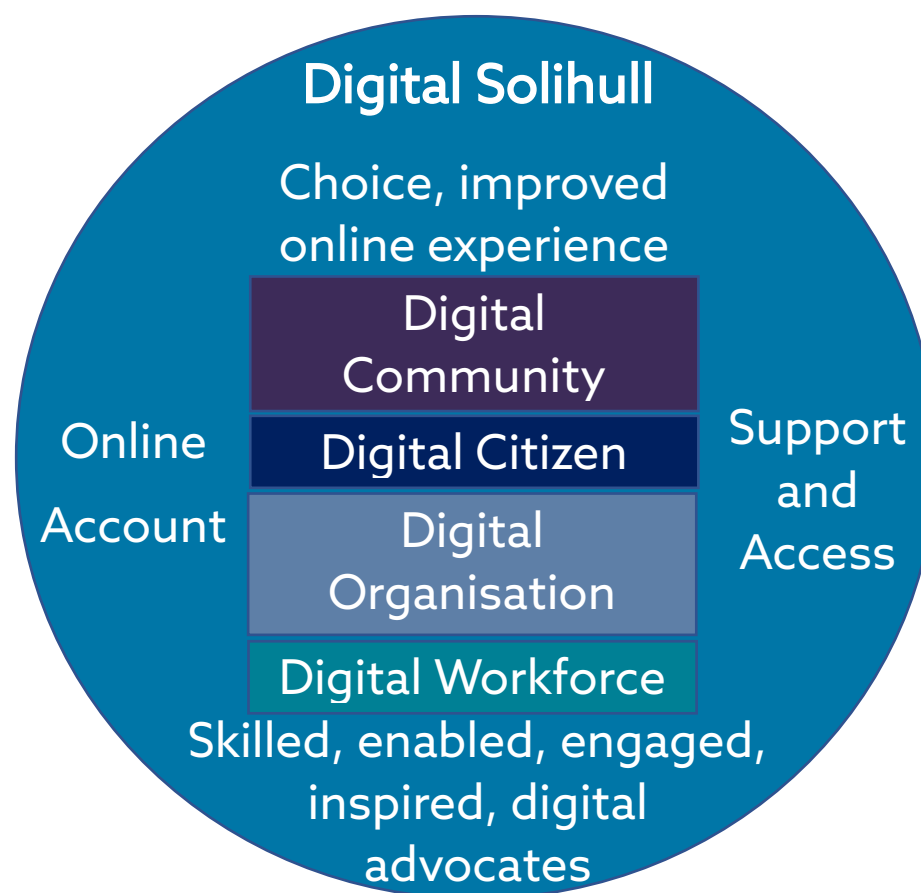 Digital Solihull
Choice, improved
online experience
Digital
Community
Online
Account
Digital Citizen
Digital
Organisation
Support
and
Access
Digital Workforce
Skilled, enabled, engaged,
inspired, digital
advocates